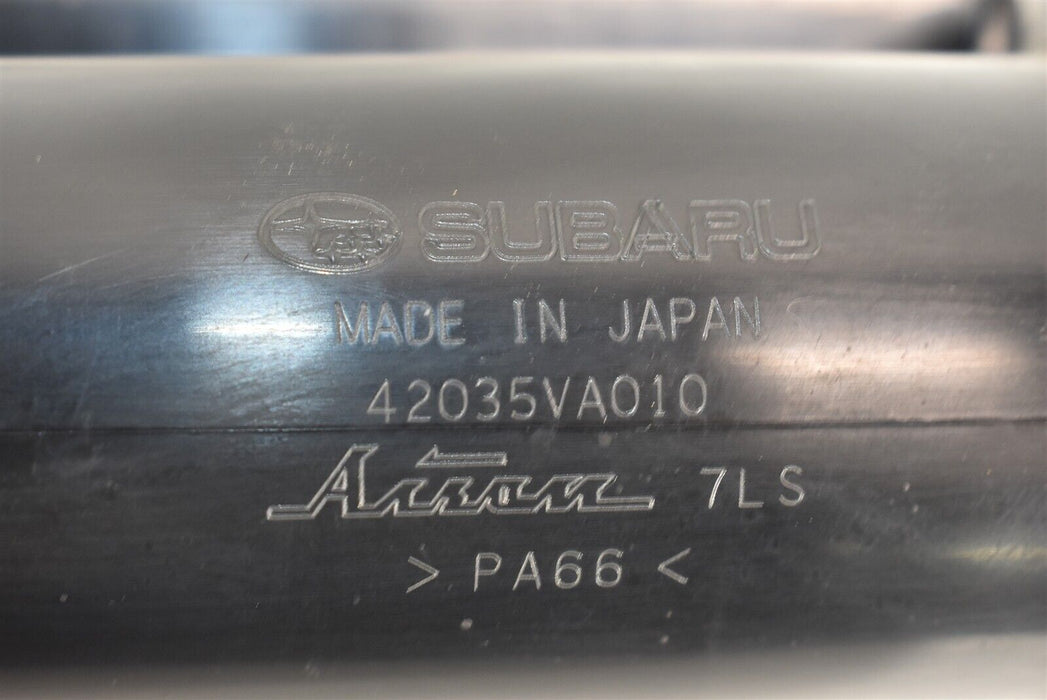 SUBARU
MADE IN JAPAN
42035VA010
7LS
> PA66 <